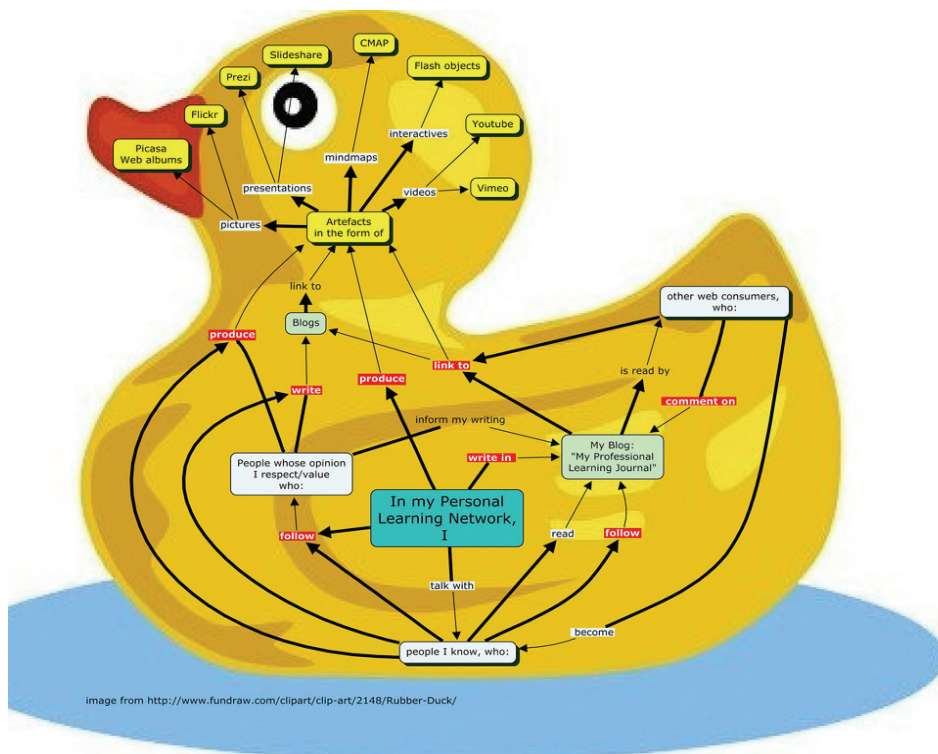 CMAP
Slideshare
Flash objects
Prezi
Flickr
Youtube
interactives
Picasa
Web albums
mindmaps
presentations
videos
Vimeo
pictures
Artefacts
in the form of
link to
other web consumers,
who:
Blogs
produce
link to
is read by
produce
write
comment on
inform my writing
My Blog:
"My Professional
Learning Journal"
People whose opinion
I respect/value
who:
write in
In my Personal
Learning Network,
I
follow
read
follow
talk with
become
people I know, who:
image from http://www.fundraw.com/clipart/clip-art/2148/Rubber-Duck/